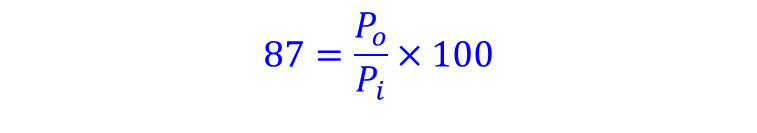 87 = P_o / P_i × 100